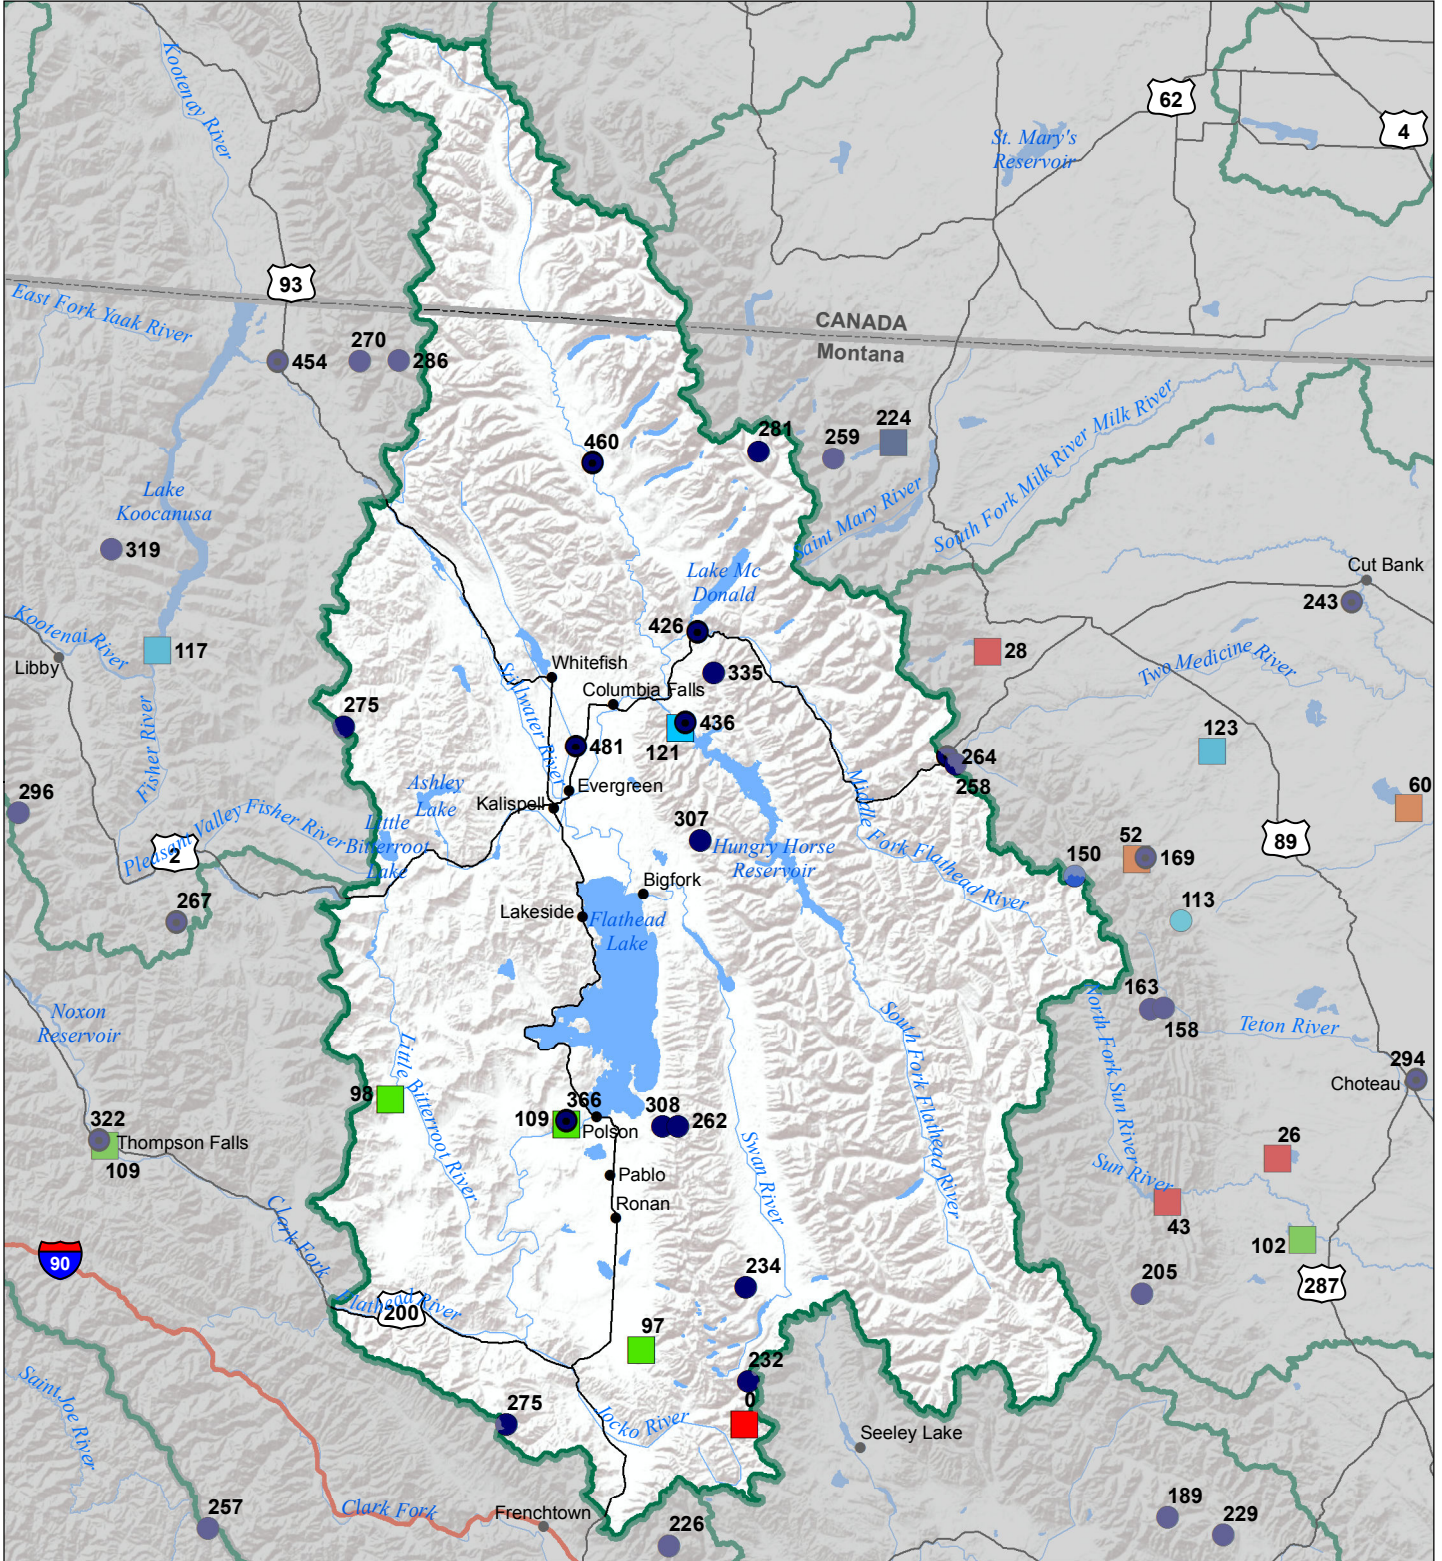 Kootenay River
62
4
St. Mary's
Reservoir
93
East Fork Yaak River
CANADA
Montana
270
454
286
281
259
224
460
South Fork Milk River Milk River
Lake
Koocanusa
Saint Mary River
319
Lake Mc
Donald
Cut Bank
243
Kootenai River
117
Libby
426
28
Two Medicine River
Whitefish
335
Stillwater River
Columbia Falls
275
436
121
481
123
Fisher River
264
258
Ashley
Lake
Evergreen
296
Kalispell
60
Pleasant Valley Fisher River
2
Little
Bitterroot
Lake
307
Hungry Horse
Reservoir
Middle Fork Flathead River
89
52
169
150
267
Bigfork
113
Lakeside
Flathead
Lake
Noxon
Reservoir
163
158
North Fork Sun River
Teton River
South Fork Flathead River
Little Bitterroot River
294
Choteau
98
366
109
Polson
308
262
322
Thompson Falls
109
Swan River
26
Sun River
Pablo
43
Ronan
102
Clark Fork
90
234
205
287
Flathead River
200
97
232
0
Saint Joe River
275
Jocko River
Seeley Lake
257
Clark Fork
Frenchtown
226
189
229